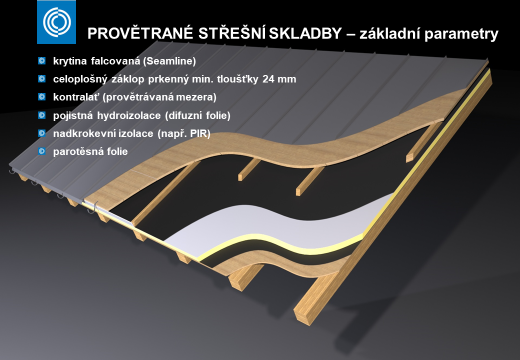 PROVĚTRANÉ STŘEŠNÍ SKLADBY – základní parametry
krytina falcovaná (Seamline)
celoplošný záklop prkenný min. tloušťky 24 mm
kontralať (provětrávaná mezera)
pojistná hydroizolace (difuzní folie)
nadkrokevní izolace (např. PIR)
parotěsná folie